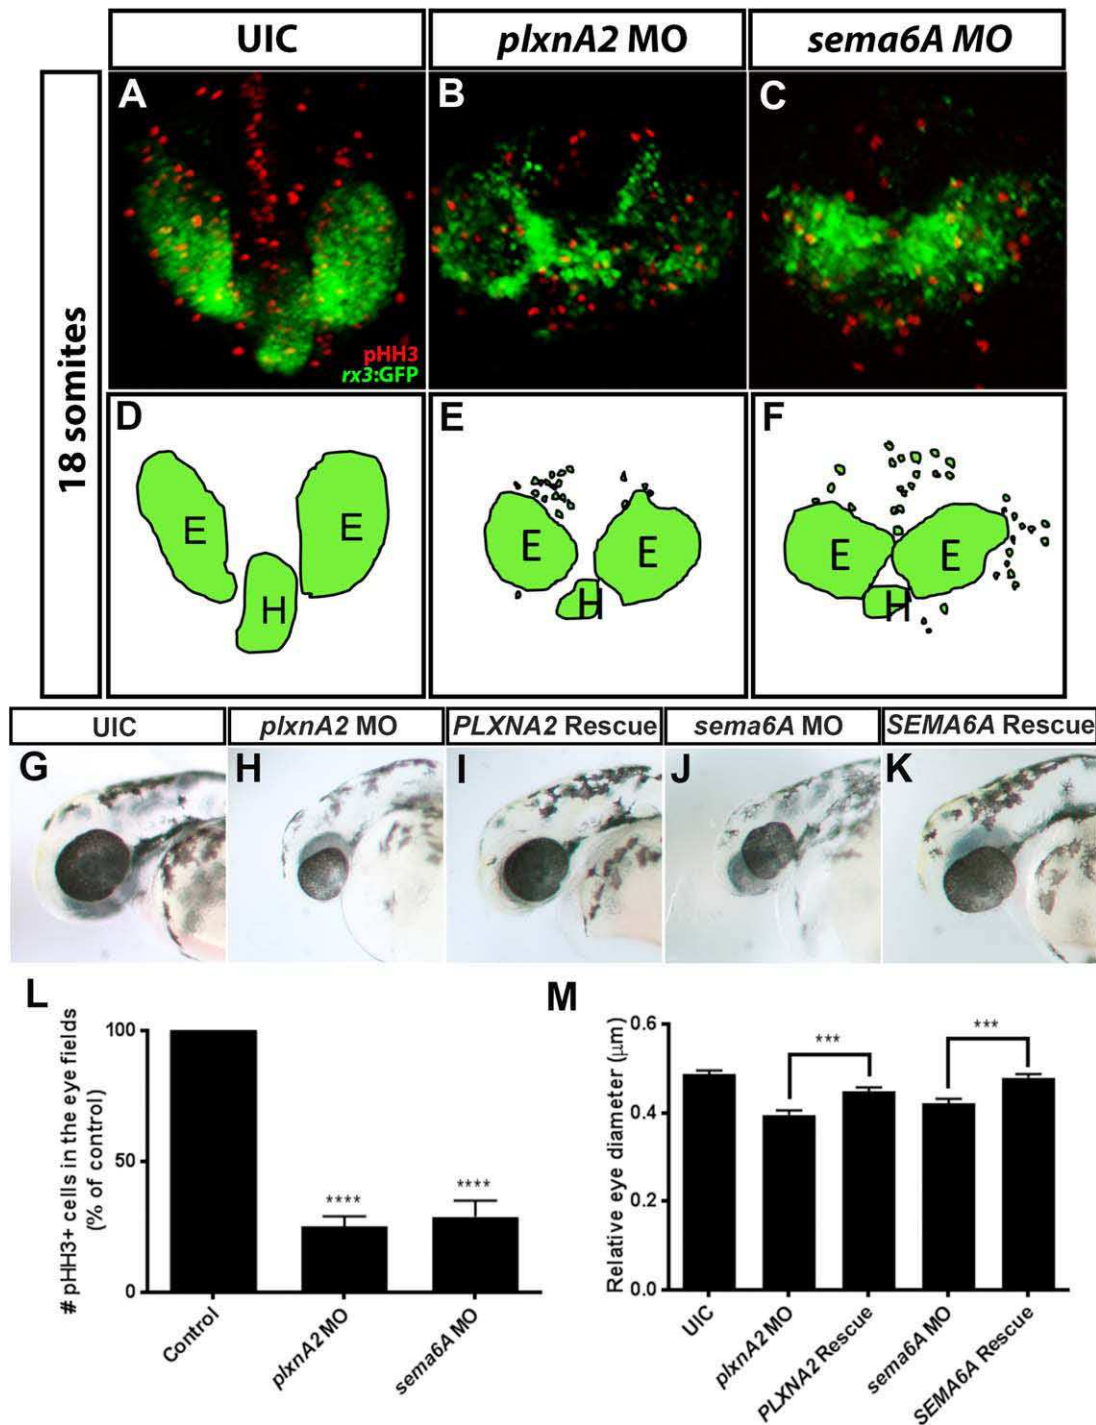 UIC
plxnA2 MO
sema6A MO
18 somites
A
B
C
pHH3
rx3:GFP
D
E
F
E
E
H
E
E
H
E
E
H
UIC
plxnA2 MO
PLXNA2 Rescue
sema6A MO
SEMA6A Rescue
G
H
I
J
K
L
# pHH3+ cells in the eye fields
(% of control)
100
50
0
****
****
Control
plxnA2 MO
sema6A MO
M
Relative eye diameter (μm)
0.6
0.4
0.2
0.0
***
***
UIC
plxnA2 MO
PLXNA2 Rescue
sema6A MO
SEMA6A Rescue